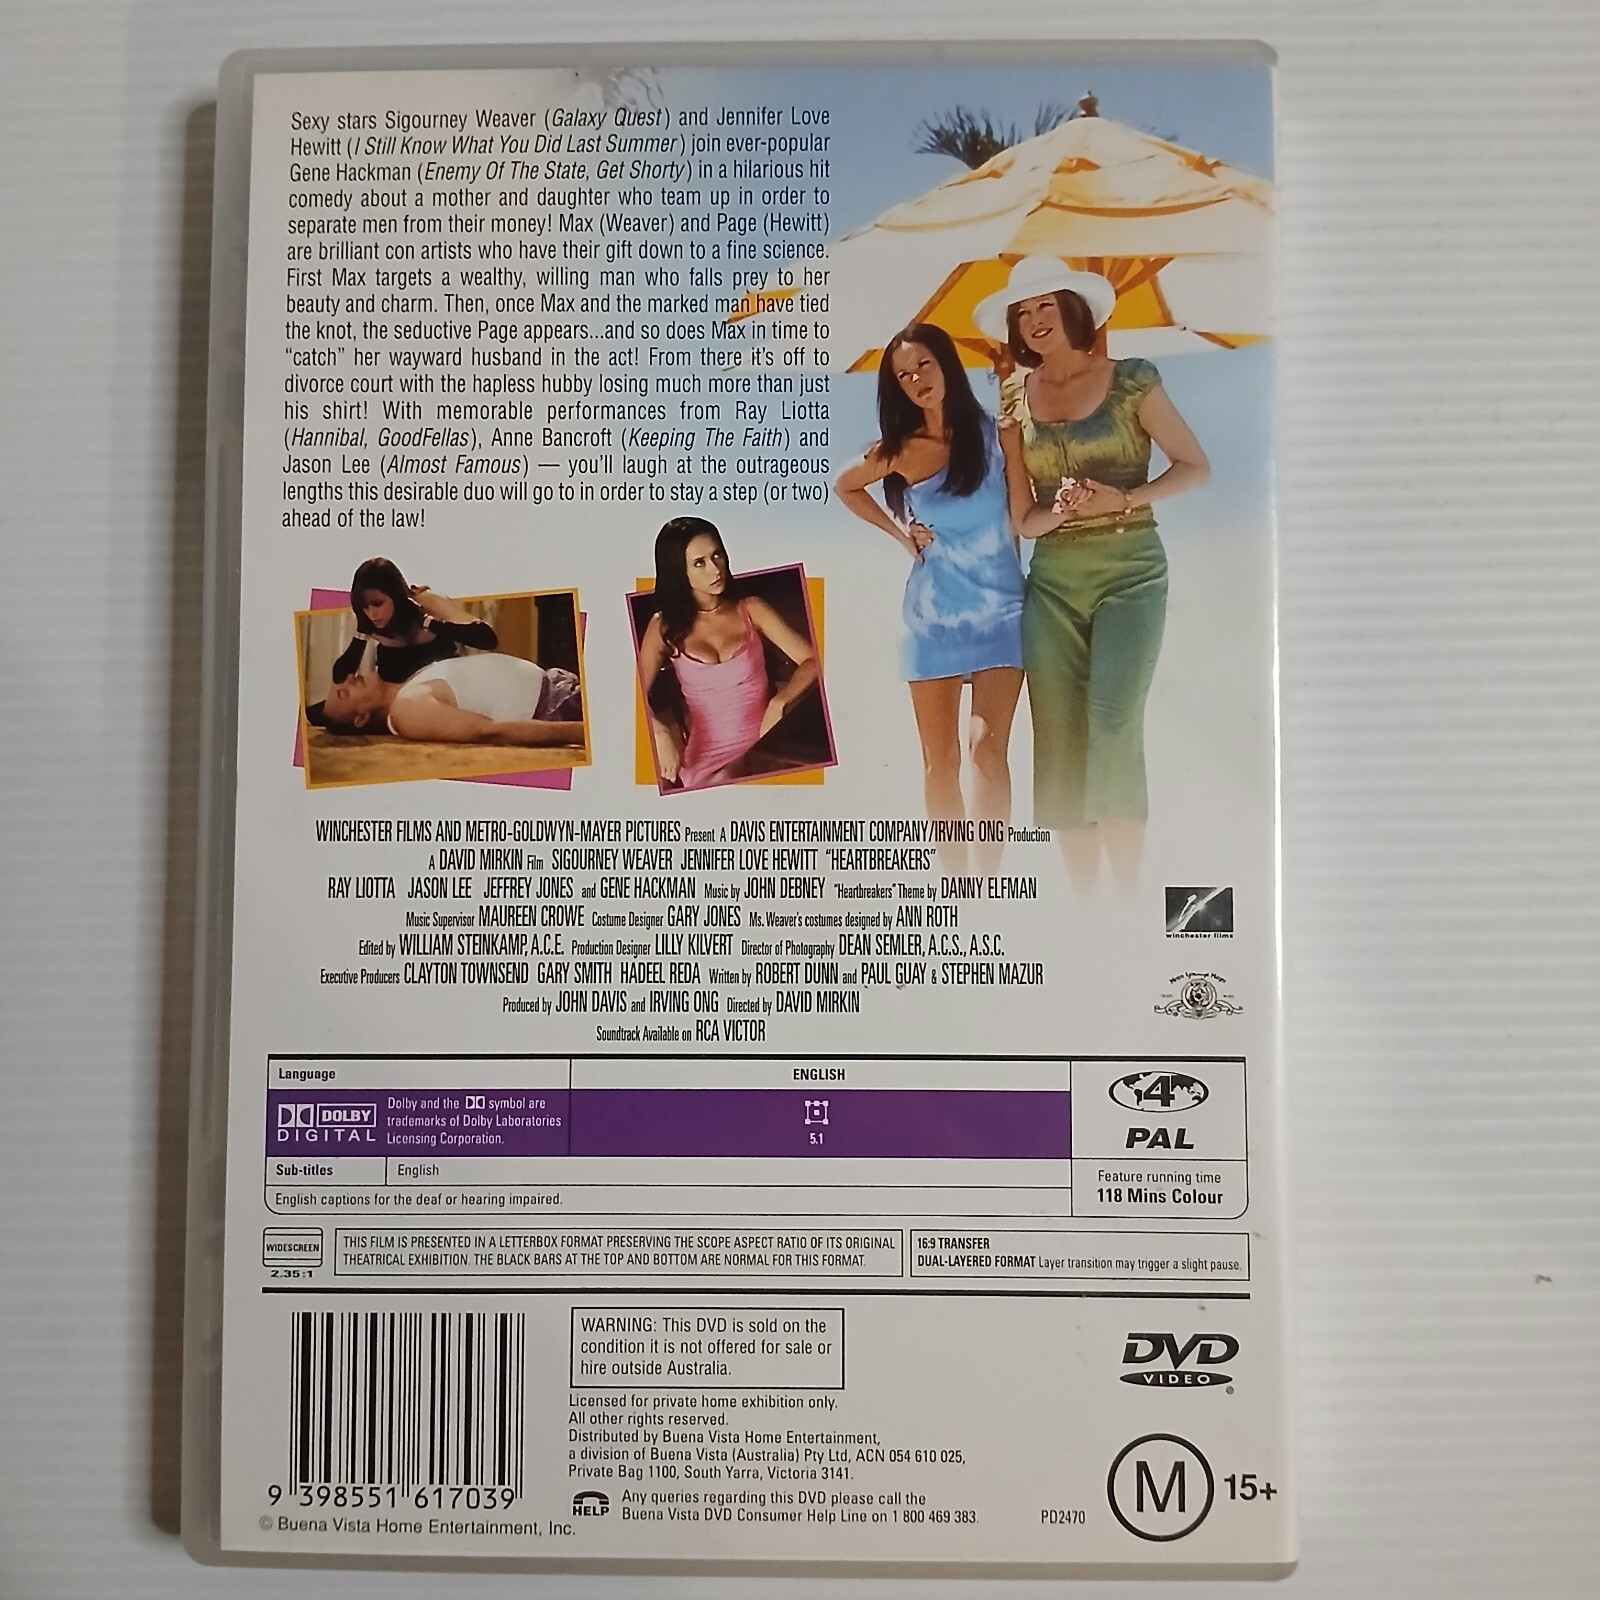 Sexy stars Sigourney Weaver (Galaxy Quest) and Jennifer Love
Hewitt (I Still Know What You Did Last Summer) join ever-popular
Gene Hackman (Enemy Of The State, Get Shorty) in a hilarious hit
comedy about a mother and daughter who team up in order to
separate men from their money! Max (Weaver) and Page (Hewitt)
are brilliant con artists who have their gift down to a fine science.
First Max targets a wealthy, willing man who falls prey to her
beauty and charm. Then, once Max and the marked man have tied
the knot, the seductive Page appears...and so does Max in time to
“catch” her wayward husband in the act! From there it’s off to
divorce court with the hapless hubby losing much more than just
his shirt! With memorable performances from Ray Liotta
(Hannibal, GoodFellas), Anne Bancroft (Keeping The Faith) and
Jason Lee (Almost Famous) — you’ll laugh at the outrageous
lengths this desirable duo will go to in order to stay a step (or two)
ahead of the law!
WINCHESTER FILMS AND METRO-GOLDWYN-MAYER PICTURES Present A DAVIS ENTERTAINMENT COMPANY/IRVING ONG Production
A DAVID MIRKIN Film SIGOURNEY WEAVER JENNIFER LOVE HEWITT “HEARTBREAKERS”
RAY LIOTTA JASON LEE JEFFREY JONES and GENE HACKMAN Music by JOHN DEBNEY “Heartbreakers” Theme by DANNY ELFMAN
Music Supervisor MAUREEN CROWE Costume Designer GARY JONES Ms. Weaver's costumes designed by ANN ROTH
Edited by WILLIAM STEINKAMP, A.C.E. Production Designer LILLY KILVERT Director of Photography DEAN SEMLER, A.C.S., A.S.C.
Executive Producers CLAYTON TOWNSEND GARY SMITH HADEEL REDA Written by ROBERT DUNN and PAUL GUAY & STEPHEN MAZUR
Produced by JOHN DAVIS and IRVING ONG Directed by DAVID MIRKIN
Soundtrack Available on RCA VICTOR
winchester films
Metro Goldwyn Mayer
Language
ENGLISH
DOLBY
DIGITAL
Dolby and the DD symbol are
trademarks of Dolby Laboratories
Licensing Corporation.
5.1
Sub-titles
English
English captions for the deaf or hearing impaired.
4
PAL
Feature running time
118 Mins Colour
WIDESCREEN
2.35:1
THIS FILM IS PRESENTED IN A LETTERBOX FORMAT PRESERVING THE SCOPE ASPECT RATIO OF ITS ORIGINAL
THEATRICAL EXHIBITION. THE BLACK BARS AT THE TOP AND BOTTOM ARE NORMAL FOR THIS FORMAT.
16:9 TRANSFER
DUAL-LAYERED FORMAT Layer transition may trigger a slight pause.
9 398551 617039
© Buena Vista Home Entertainment, Inc.
WARNING: This DVD is sold on the
condition it is not offered for sale or
hire outside Australia.
Licensed for private home exhibition only.
All other rights reserved.
Distributed by Buena Vista Home Entertainment,
a division of Buena Vista (Australia) Pty Ltd, ACN 054 610 025,
Private Bag 1100, South Yarra, Victoria 3141.
HELP
Any queries regarding this DVD please call the
Buena Vista DVD Consumer Help Line on 1 800 469 383.
PD2470
DVD
VIDEO
M 15+